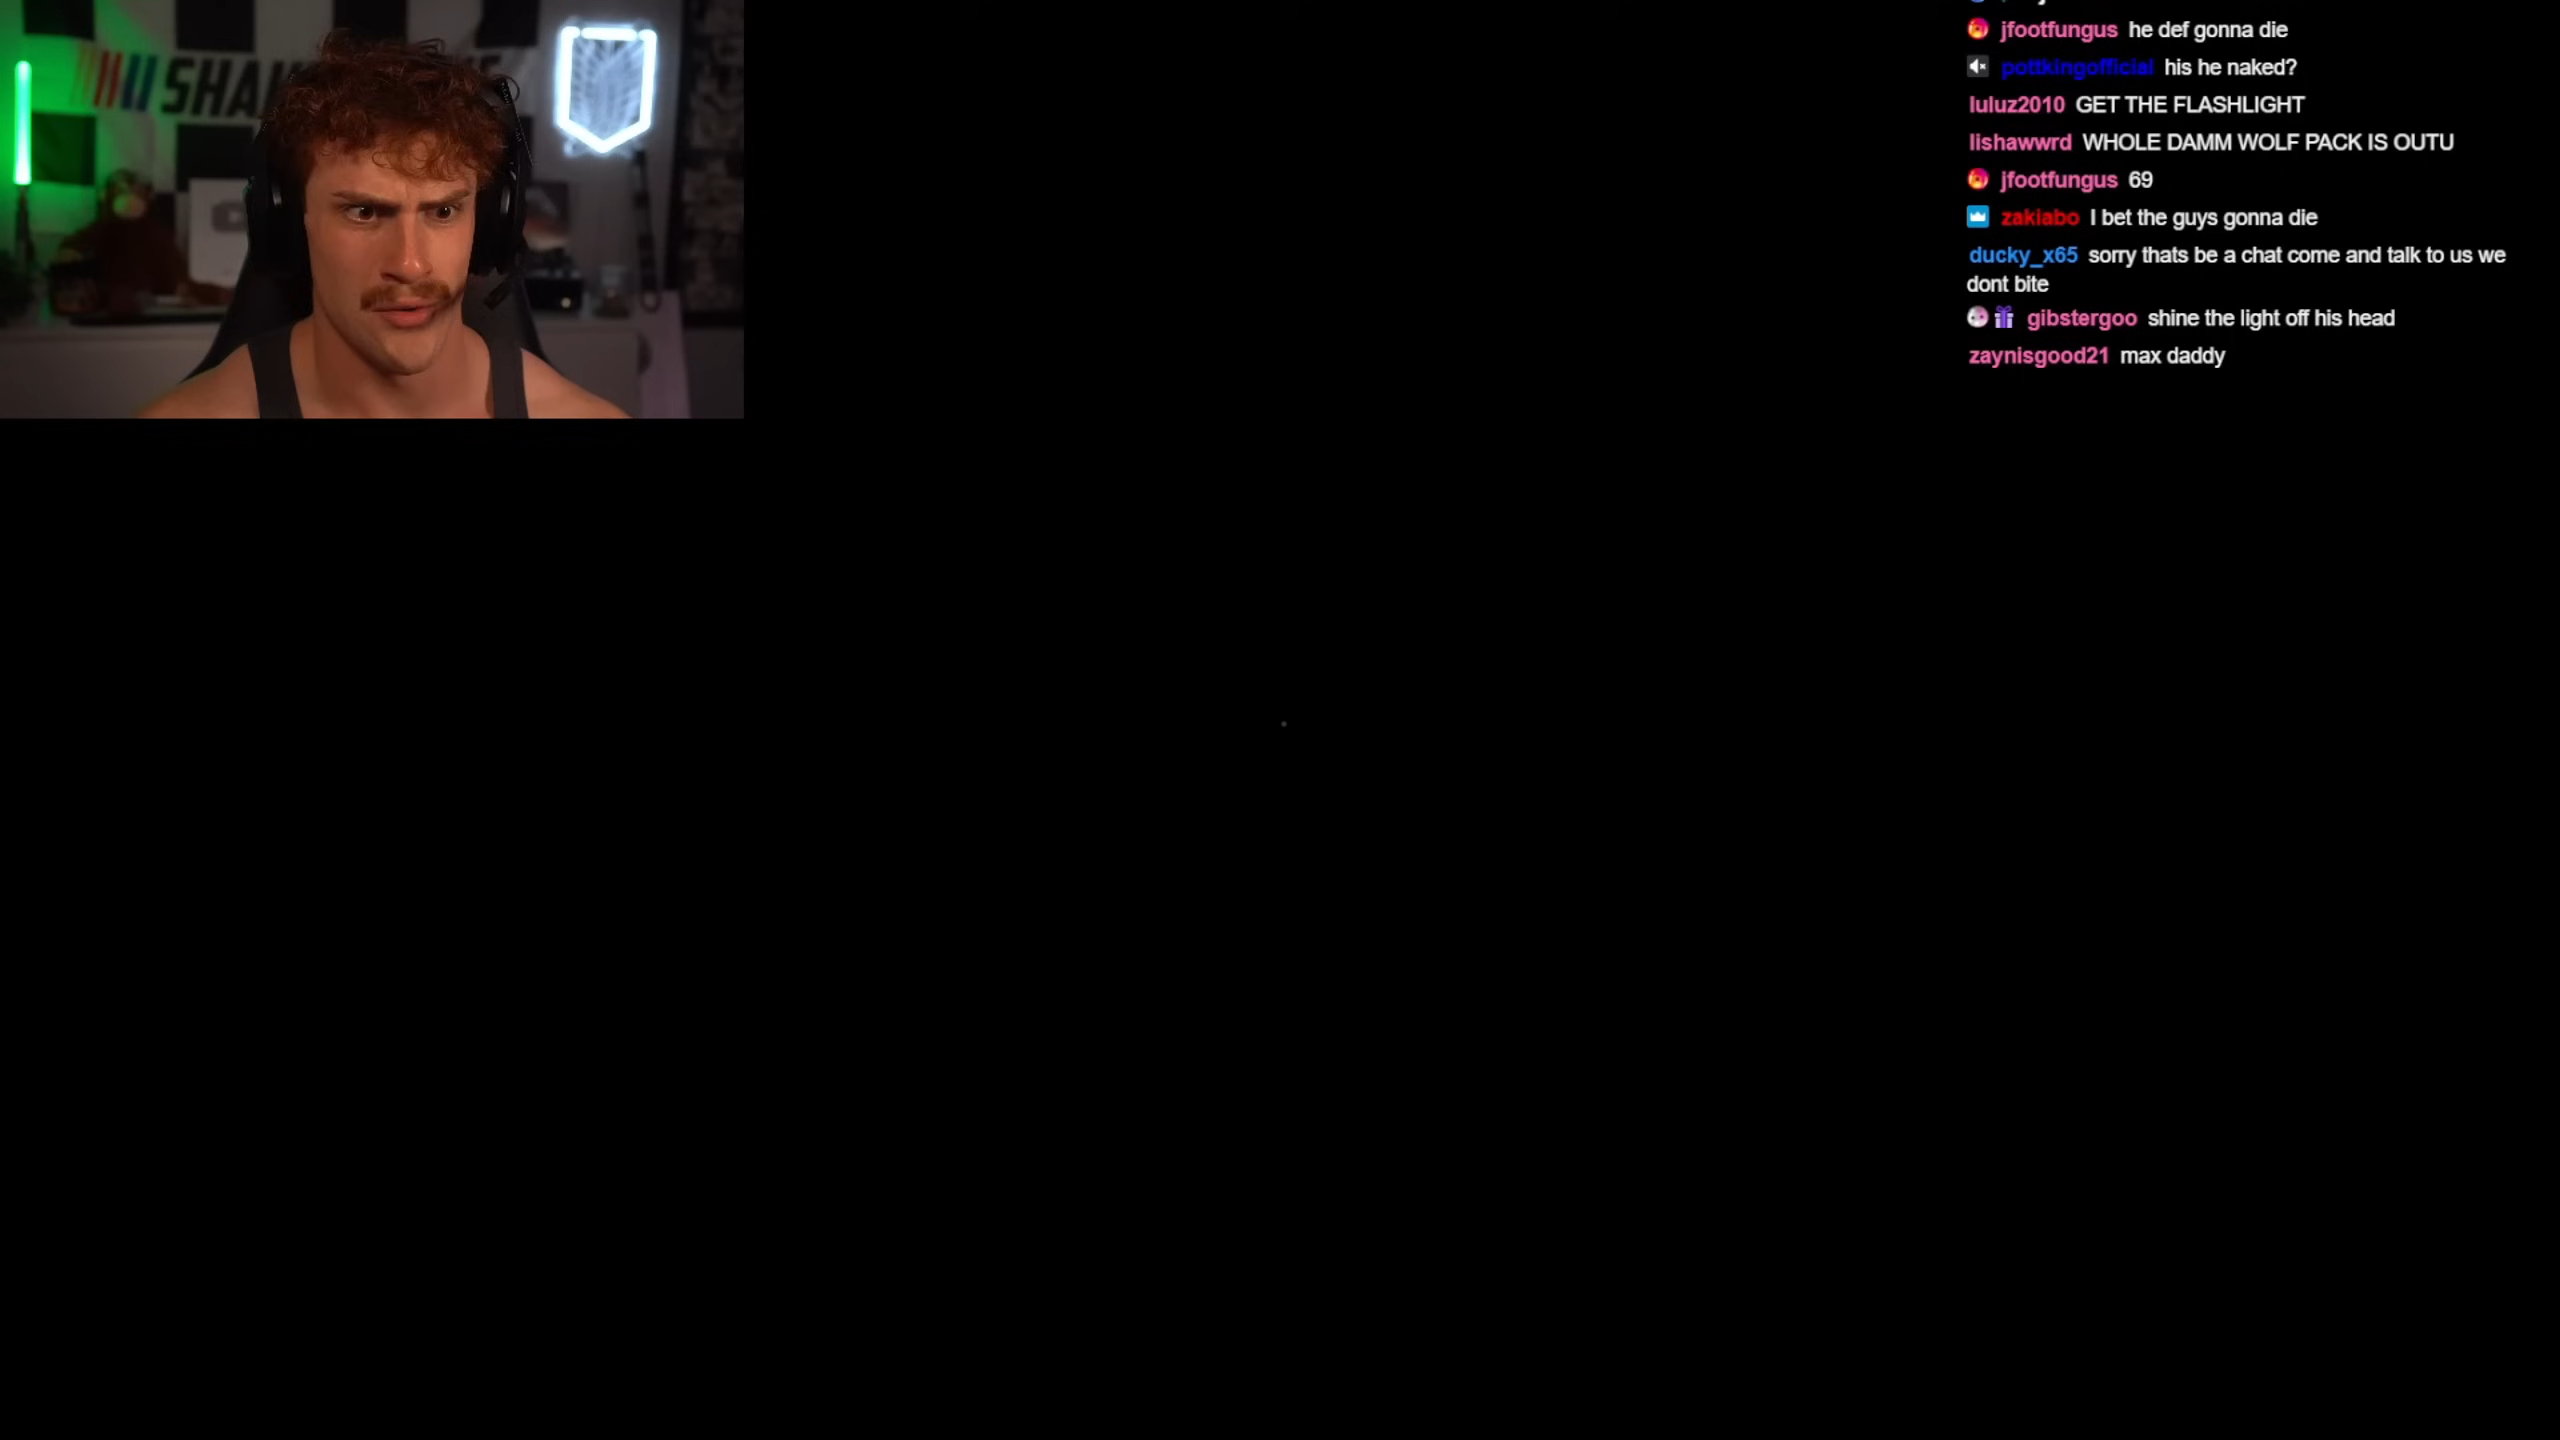 SHA
jfootfungus he def gonna die
pottkingofficial his he naked?
luluz2010 GET THE FLASHLIGHT
lishawwrd WHOLE DAMM WOLF PACK IS OUTU
jfootfungus 69
zakiabo I bet the guys gonna die
ducky_x65 sorry thats be a chat come and talk to us we
dont bite
gibstergoo shine the light off his head
zaynisgood21 max daddy